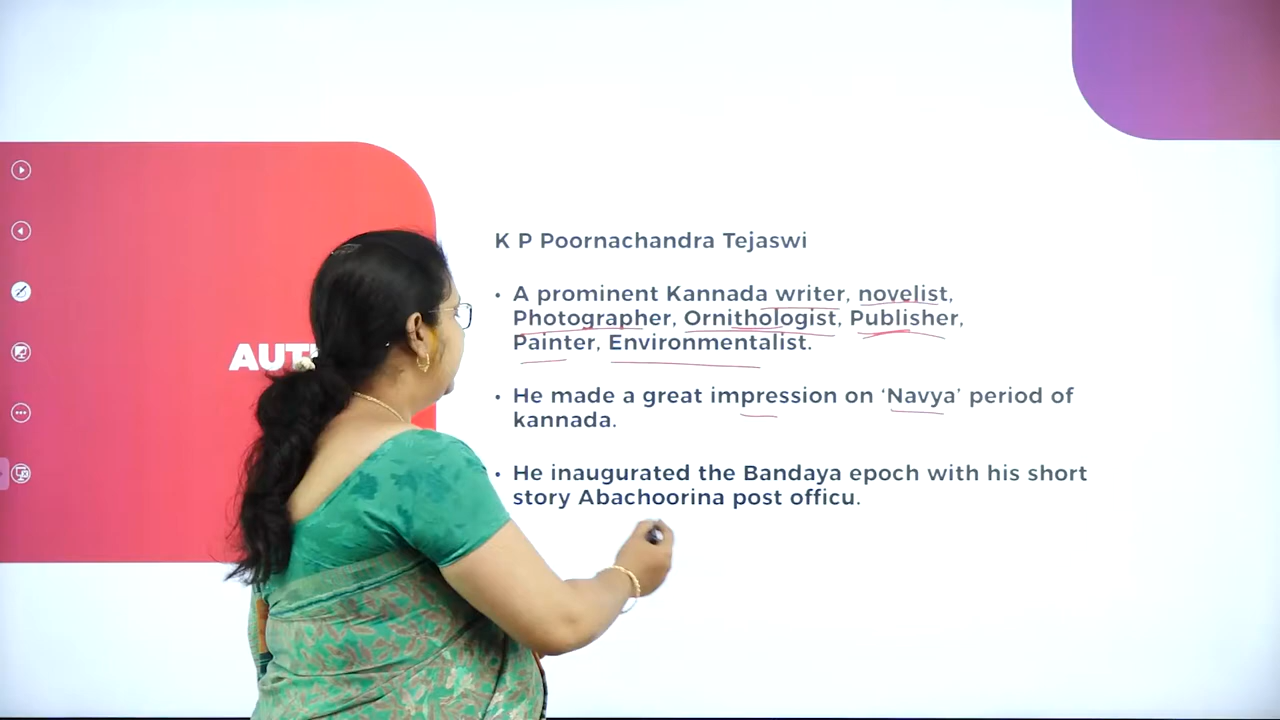 K P Poornachandra Tejaswi
• A prominent Kannada writer, novelist,
Photographer, Ornithologist, Publisher,
Painter, Environmentalist.
• He made a great impression on ‘Navya’ period of
kannada.
• He inaugurated the Bandaya epoch with his short
story Abachoorina post officu.